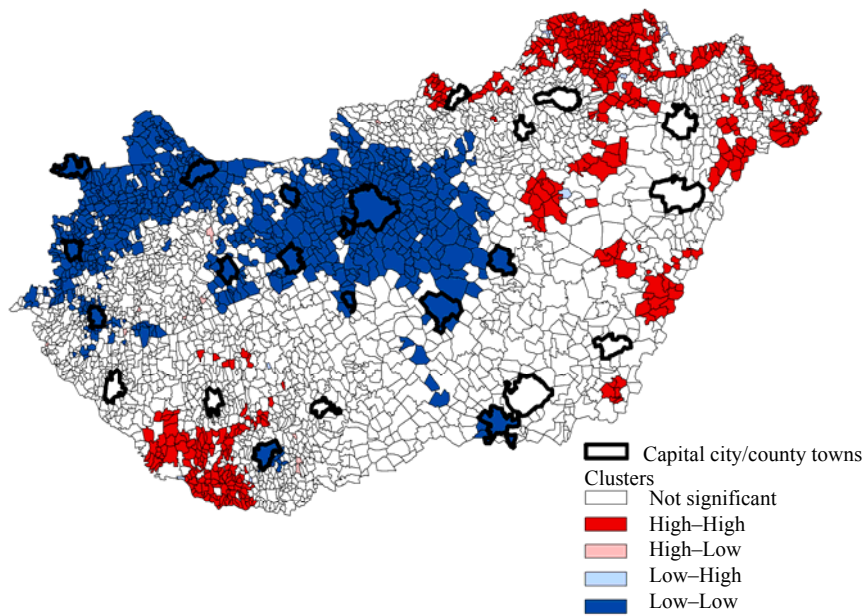 Capital city/county towns
Clusters
Not significant
High–High
High–Low
Low–High
Low–Low